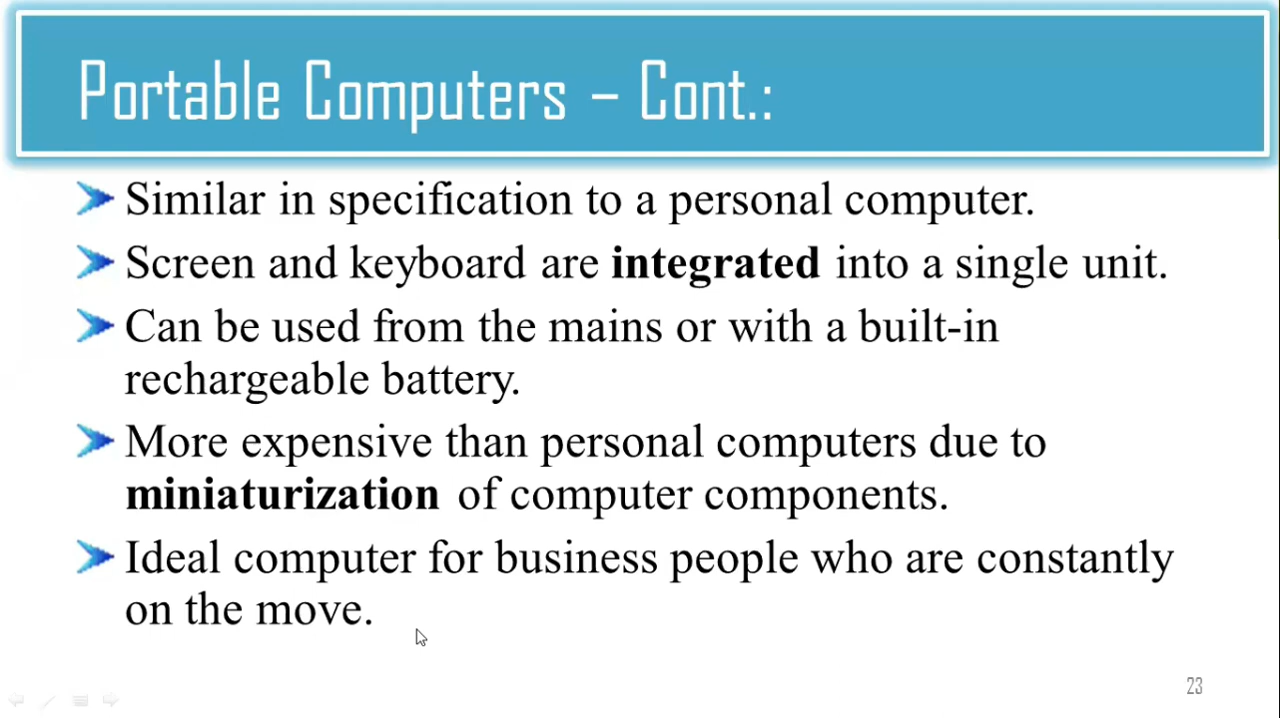 Portable Computers – Cont.:
Similar in specification to a personal computer.
Screen and keyboard are integrated into a single unit.
Can be used from the mains or with a built-in
rechargeable battery.
More expensive than personal computers due to
miniaturization of computer components.
Ideal computer for business people who are constantly
on the move.
23